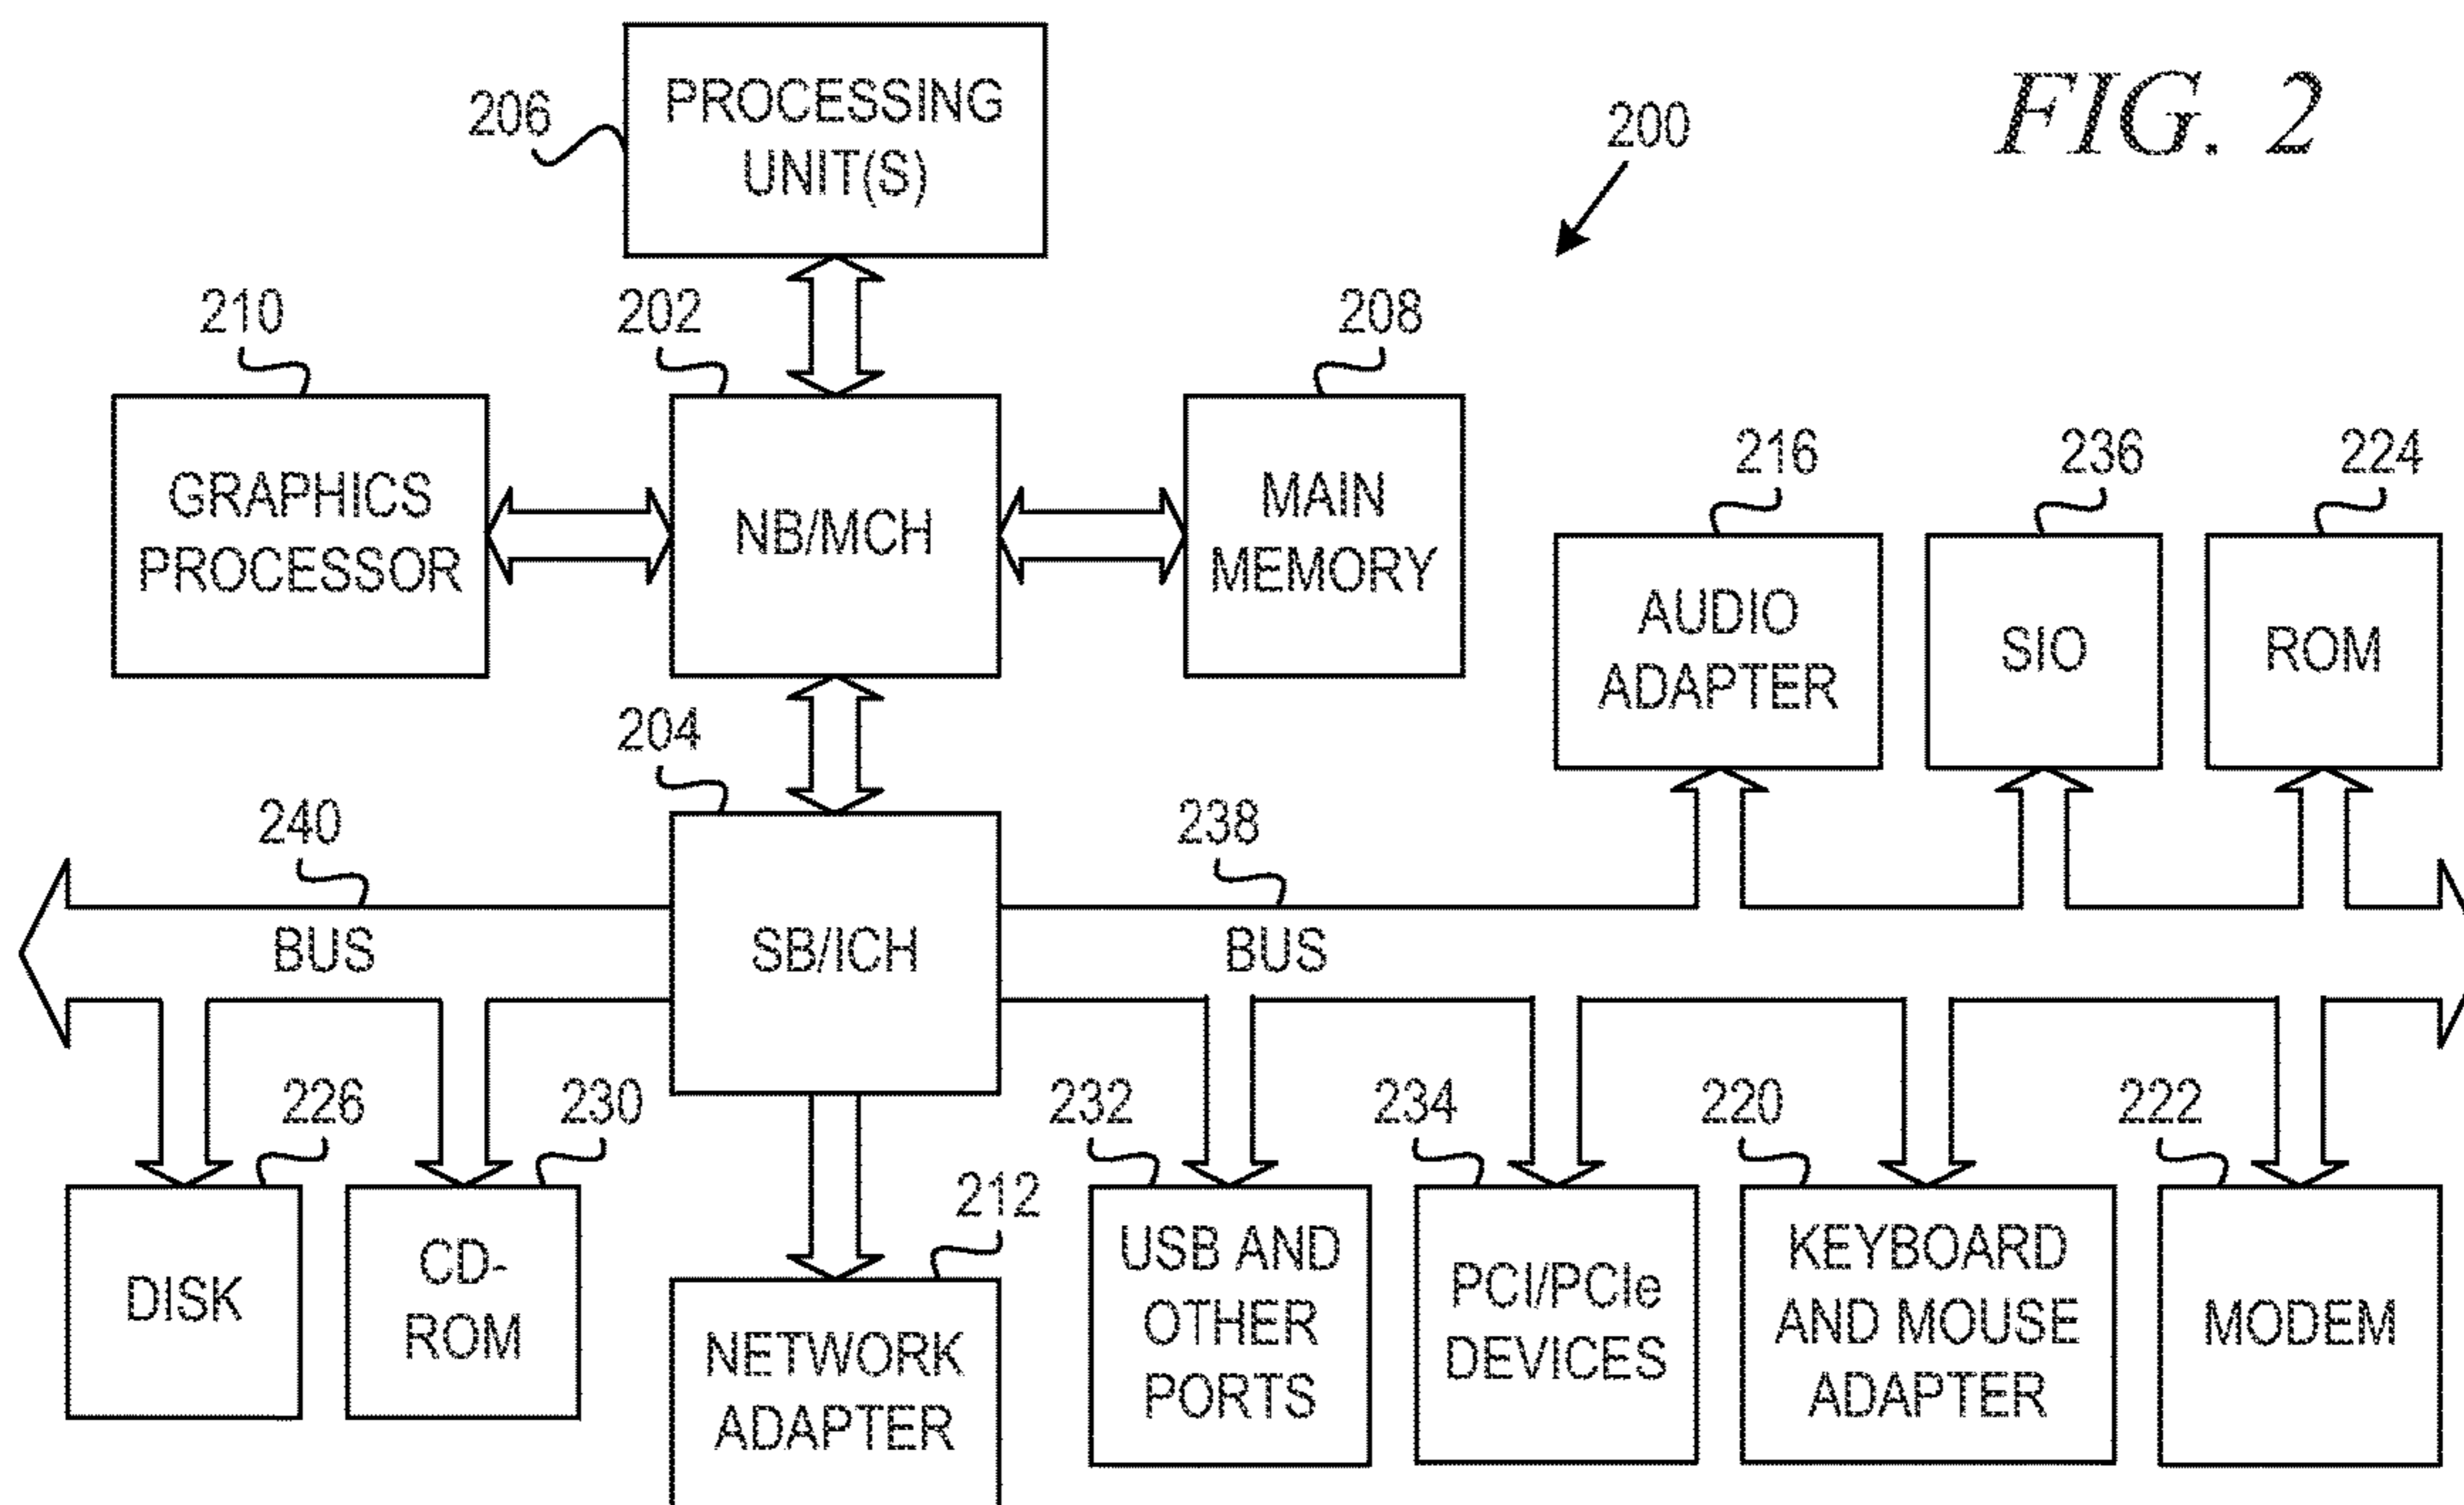 FIG. 2
200
206
PROCESSING
UNIT(S)
210
202
208
GRAPHICS
PROCESSOR
NB/MCH
MAIN
MEMORY
216
236
224
AUDIO
ADAPTER
SIO
ROM
204
240
238
BUS
SB/ICH
BUS
226
230
212
232
234
220
222
DISK
CD-
ROM
NETWORK
ADAPTER
USB AND
OTHER
PORTS
PCI/PCIe
DEVICES
KEYBOARD
AND MOUSE
ADAPTER
MODEM